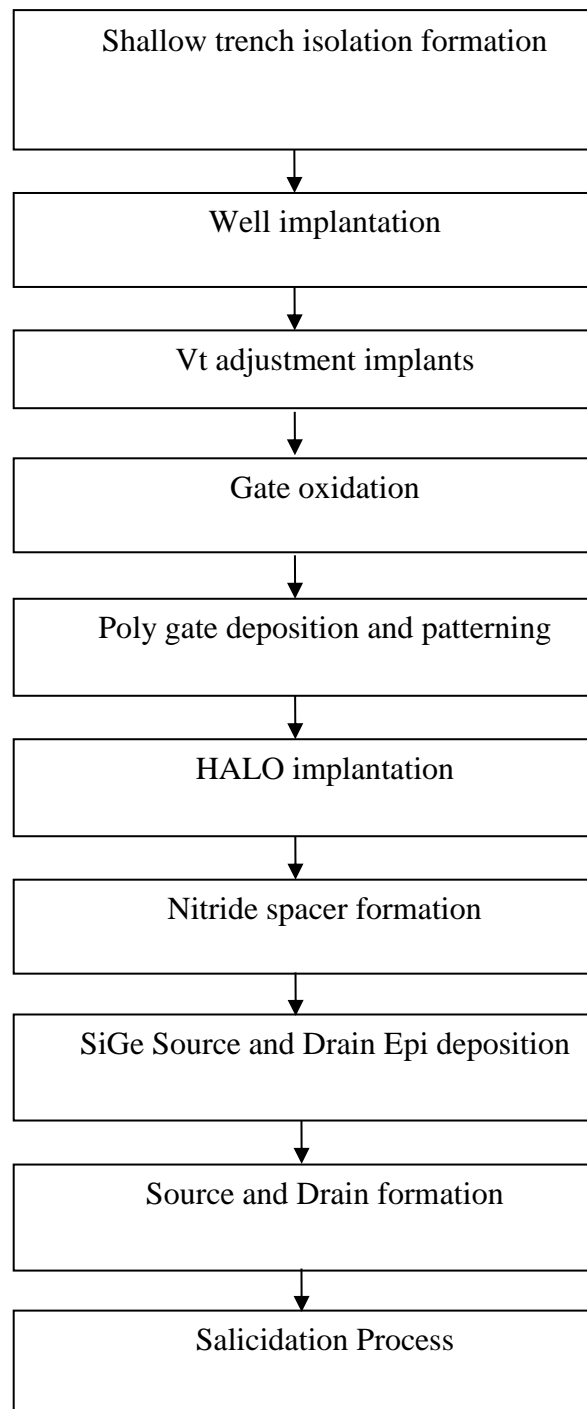 Shallow trench isolation formation
Well implantation
Vt adjustment implants
Gate oxidation
Poly gate deposition and patterning
HALO implantation
Nitride spacer formation
SiGe Source and Drain Epi deposition
Source and Drain formation
Salicidation Process